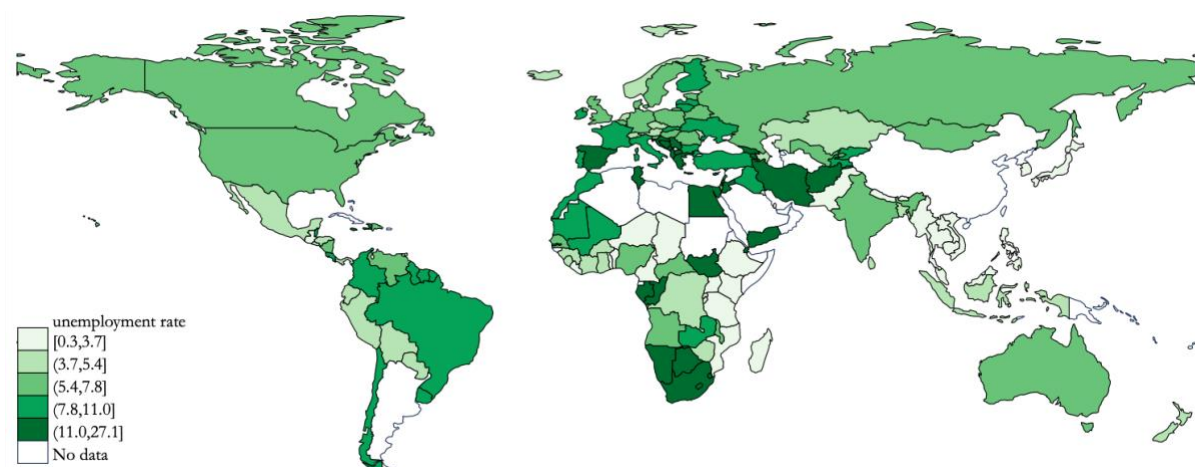 unemployment rate
[0.3,3.7]
(3.7,5.4]
(5.4,7.8]
(7.8,11.0]
(11.0,27.1]
No data